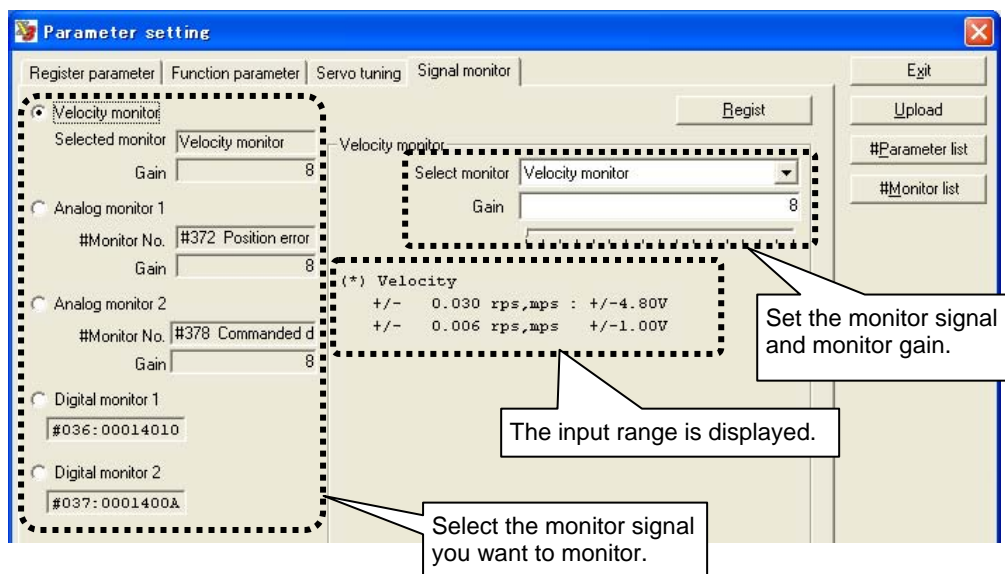 Parameter setting
Register parameter
Function parameter
Servo tuning
Signal monitor
Exit
Upload
#Parameter list
#Monitor list
Regist
Velocity monitor
Selected monitor Velocity monitor
Gain 8
Analog monitor 1
#Monitor No. #372 Position error
Gain 8
Analog monitor 2
#Monitor No. #378 Commanded d
Gain 8
Digital monitor 1
#036:00014010
Digital monitor 2
#037:0001400A
Velocity monitor
Select monitor Velocity monitor
Gain 8
(*) Velocity
+/- 0.030 rps,mps : +/-4.80V
+/- 0.006 rps,mps +/-1.00V
Set the monitor signal
and monitor gain.
The input range is displayed.
Select the monitor signal
you want to monitor.